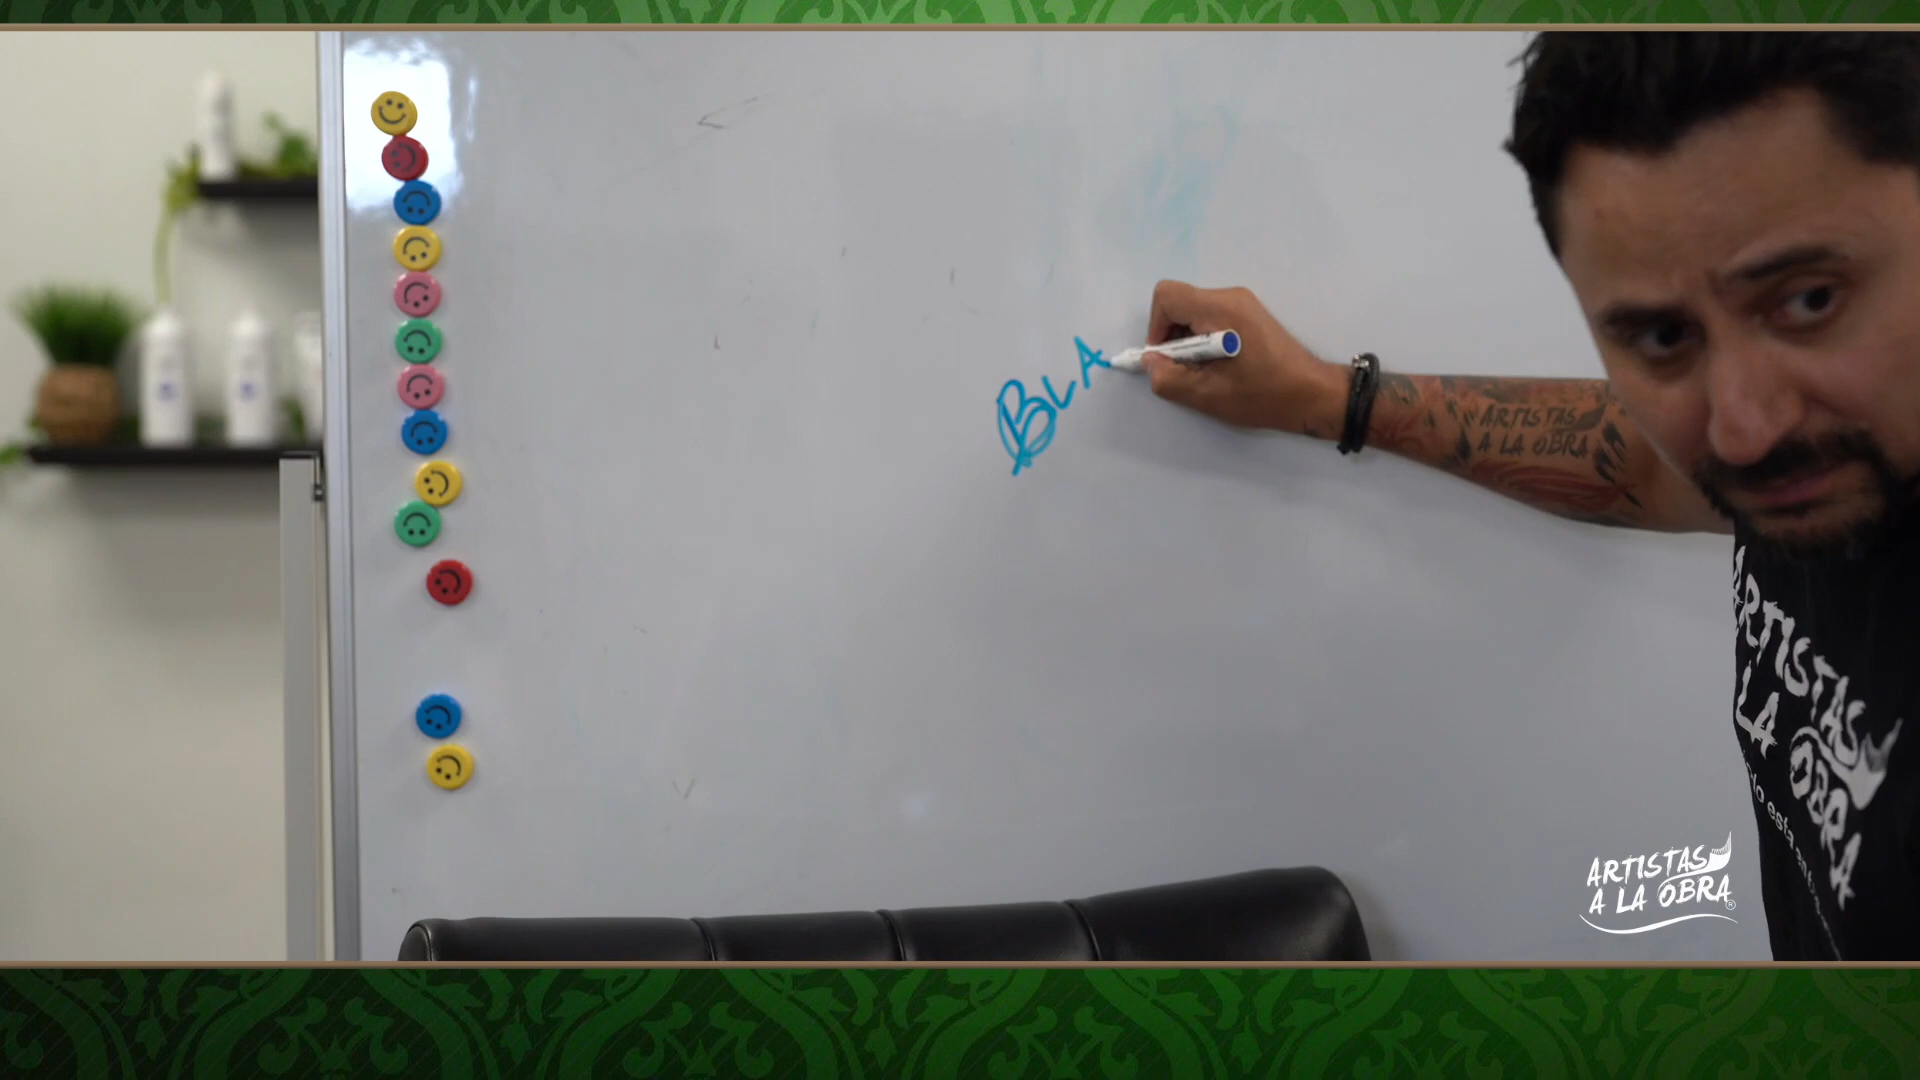 BLA
ARTISTAS
A LA OBRA
ARTISTAS
LA
OBRA
ARTISTAS
A LA OBRA®